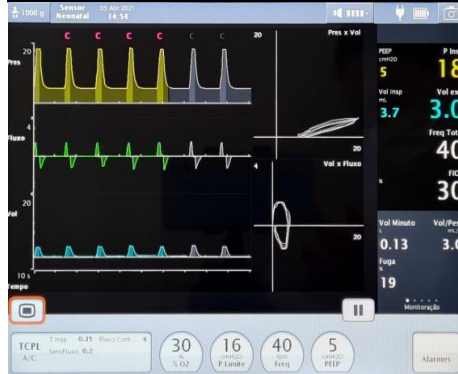 1000 g
Sensor
Neonatal
03 Abr 2021
14:54
20
Pres
C C C C C C
4
Fluxo
20
Vol
10 s
Tempo
20
Pres x Vol
20
4
Vol x Fluxo
20
PEEP
cmH2O
5
P Ins
18
Vol Insp
mL
3.7
Vol ex
3.0
Freq Tot
40
FIO
%
30
Vol Minuto
L
0.13
Vol/Pe
mL/
3.0
Fuga
%
19
Monitoração
TCPL
A/C
T insp 0.35 Fluxo Cont 6
SensFluxo 0.2
30
%
% O2
16
cmH2O
P Limite
40
rpm
Freq
5
cmH2O
PEEP
Alarmes